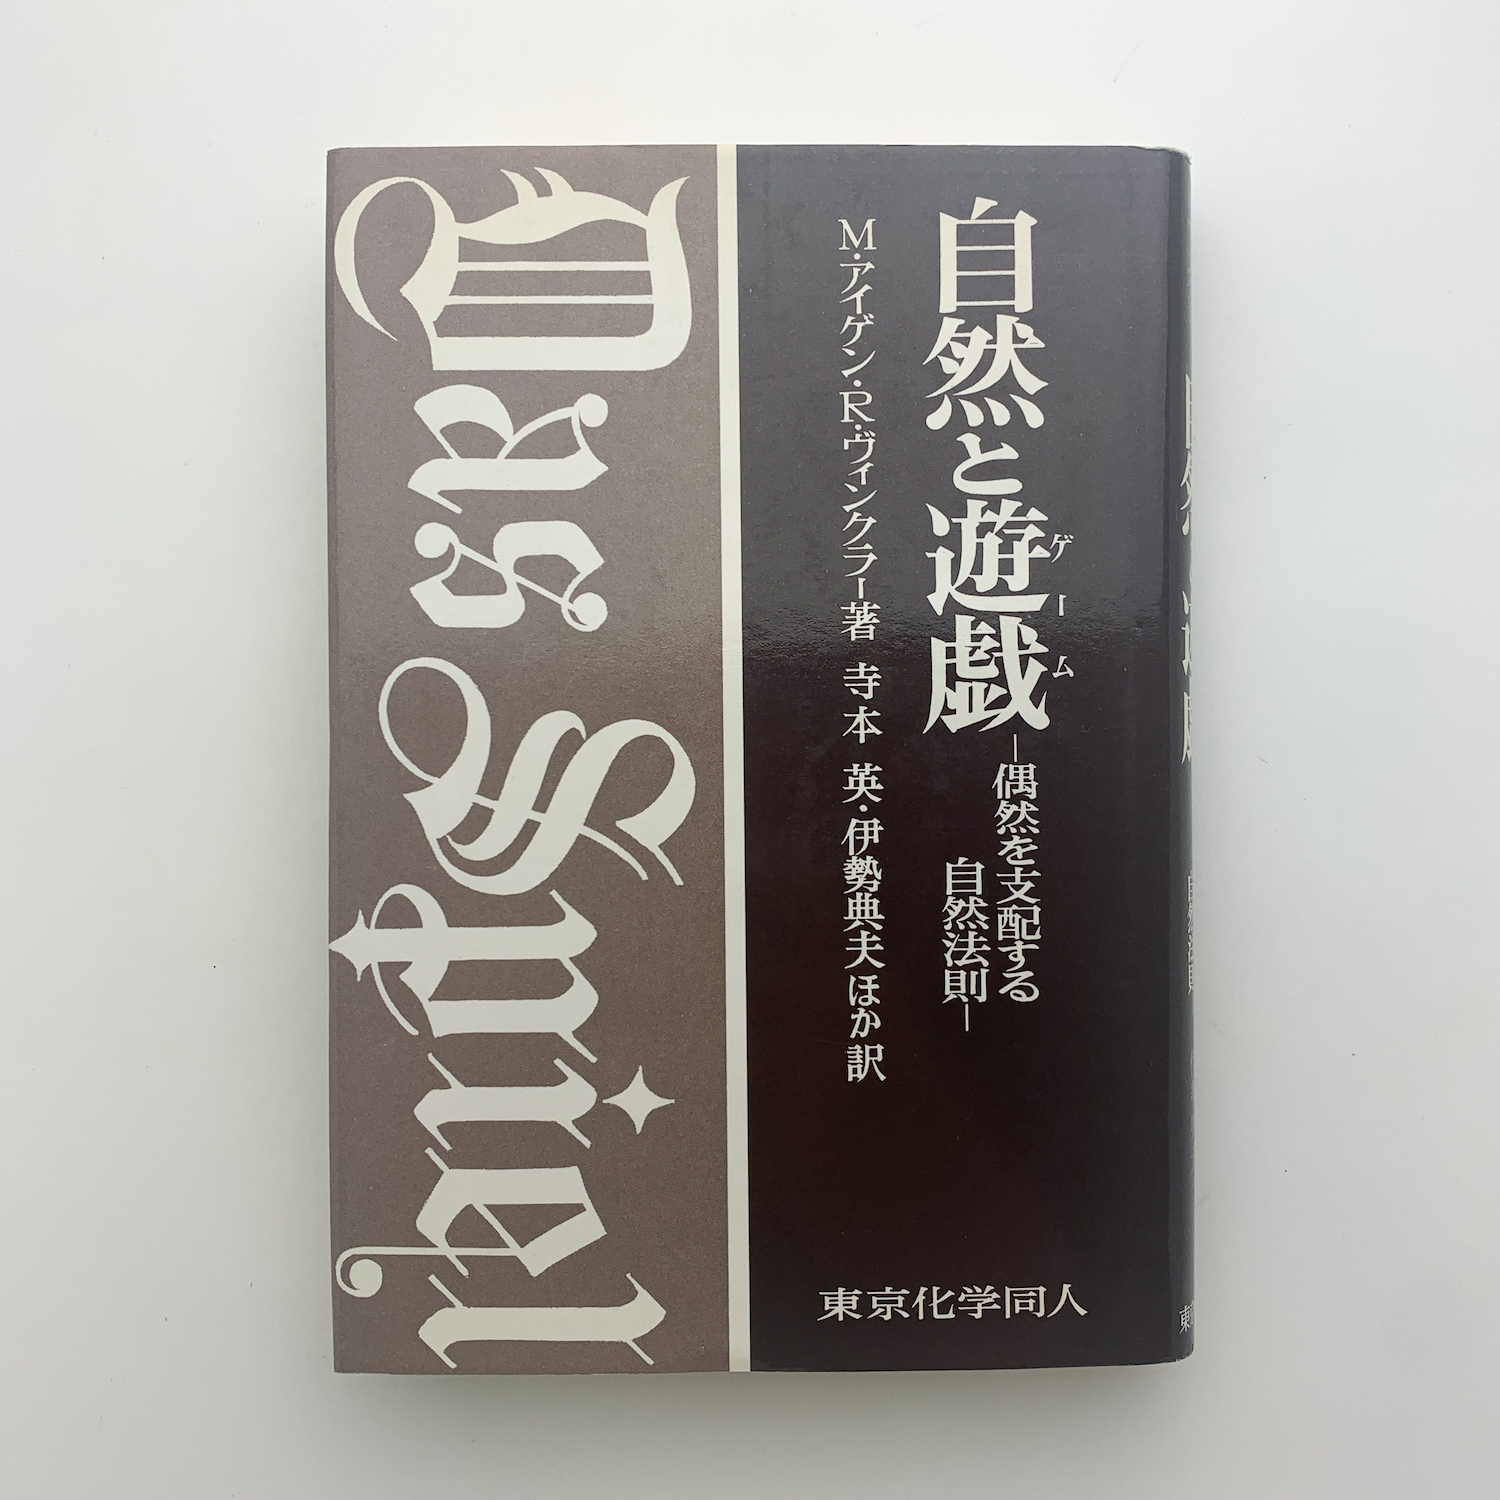 自然と遊戯
ゲーム
―偶然を支配する
自然法則―
M・アイゲン・R・ヴィンクラー著 寺本 英・伊勢典夫ほか訳
東京化学同人
Das Spiel